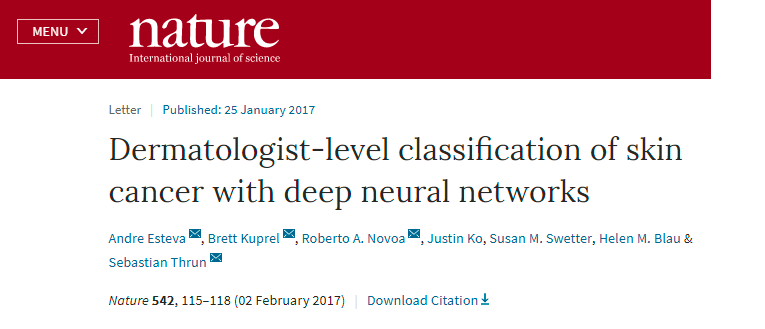 MENU
nature
International journal of science
Letter | Published: 25 January 2017
Dermatologist-level classification of skin
cancer with deep neural networks
Andre Esteva, Brett Kuprel, Roberto A. Novoa, Justin Ko, Susan M. Swetter, Helen M. Blau &
Sebastian Thrun
Nature 542, 115–118 (02 February 2017) | Download Citation